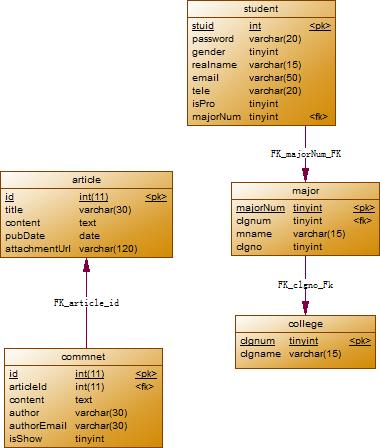 student
stuid int <pk>
password varchar(20)
gender tinyint
realname varchar(15)
email varchar(50)
tele varchar(20)
isPro tinyint
majorNum tinyint <fk>
FK_majorNum_FK
article
id int(11) <pk>
title varchar(30)
content text
pubDate date
attachmentUrl varchar(120)
major
majorNum tinyint <pk>
clgnum tinyint <fk>
mname varchar(15)
clgno tinyint
FK_clgno_Fk
FK_article_id
college
clgnum tinyint <pk>
clgname varchar(15)
commnet
id int(11) <pk>
articleId int(11) <fk>
content text
author varchar(30)
authorEmail varchar(30)
isShow tinyint